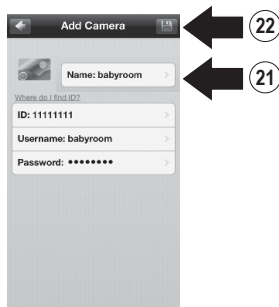 Add Camera
22
Name: babyroom
21
Where do I find ID?
ID: 11111111
Username: babyroom
Password: ••••••••